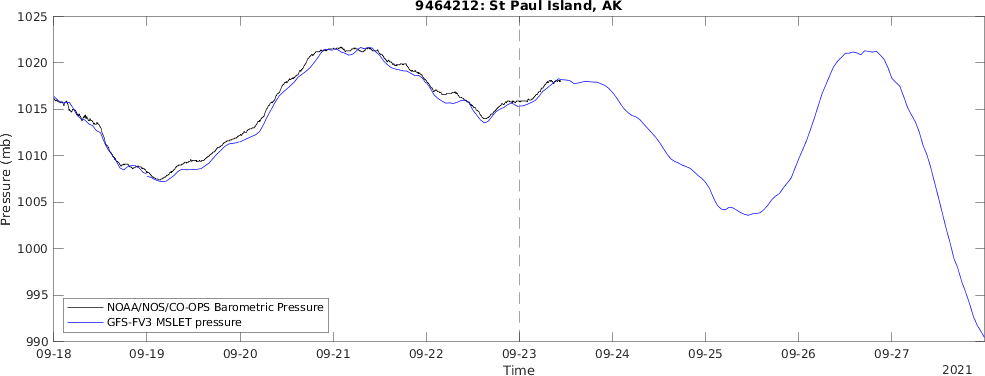 9464212: St Paul Island, AK
1025
1020
1015
1010
1005
1000
995
990
Pressure (mb)
NOAA/NOS/CO-OPS Barometric Pressure
GFS-FV3 MSLET pressure
09-18 09-19 09-20 09-21 09-22 09-23 09-24 09-25 09-26 09-27
Time
2021